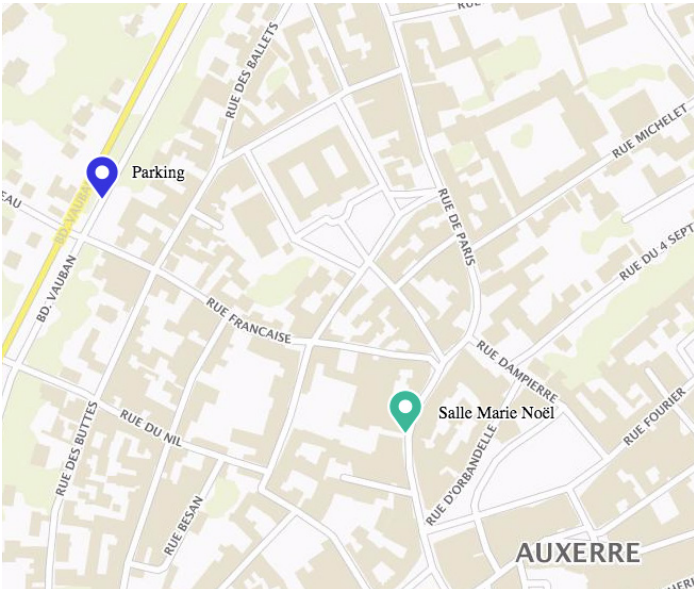 RUE DES BALLETS
RUE MICHELET
Parking
EAU
BD. VAUBAN
RUE DE PARIS
RUE DU 4 SEPT
BD. VAUBAN
RUE FRANCAISE
RUE DAMPIERRE
Salle Marie Noël
RUE DU NIL
RUE FOURIER
RUE DES BUTTES
RUE D'ORBANDELLE
RUE BESAN
AUXERRE